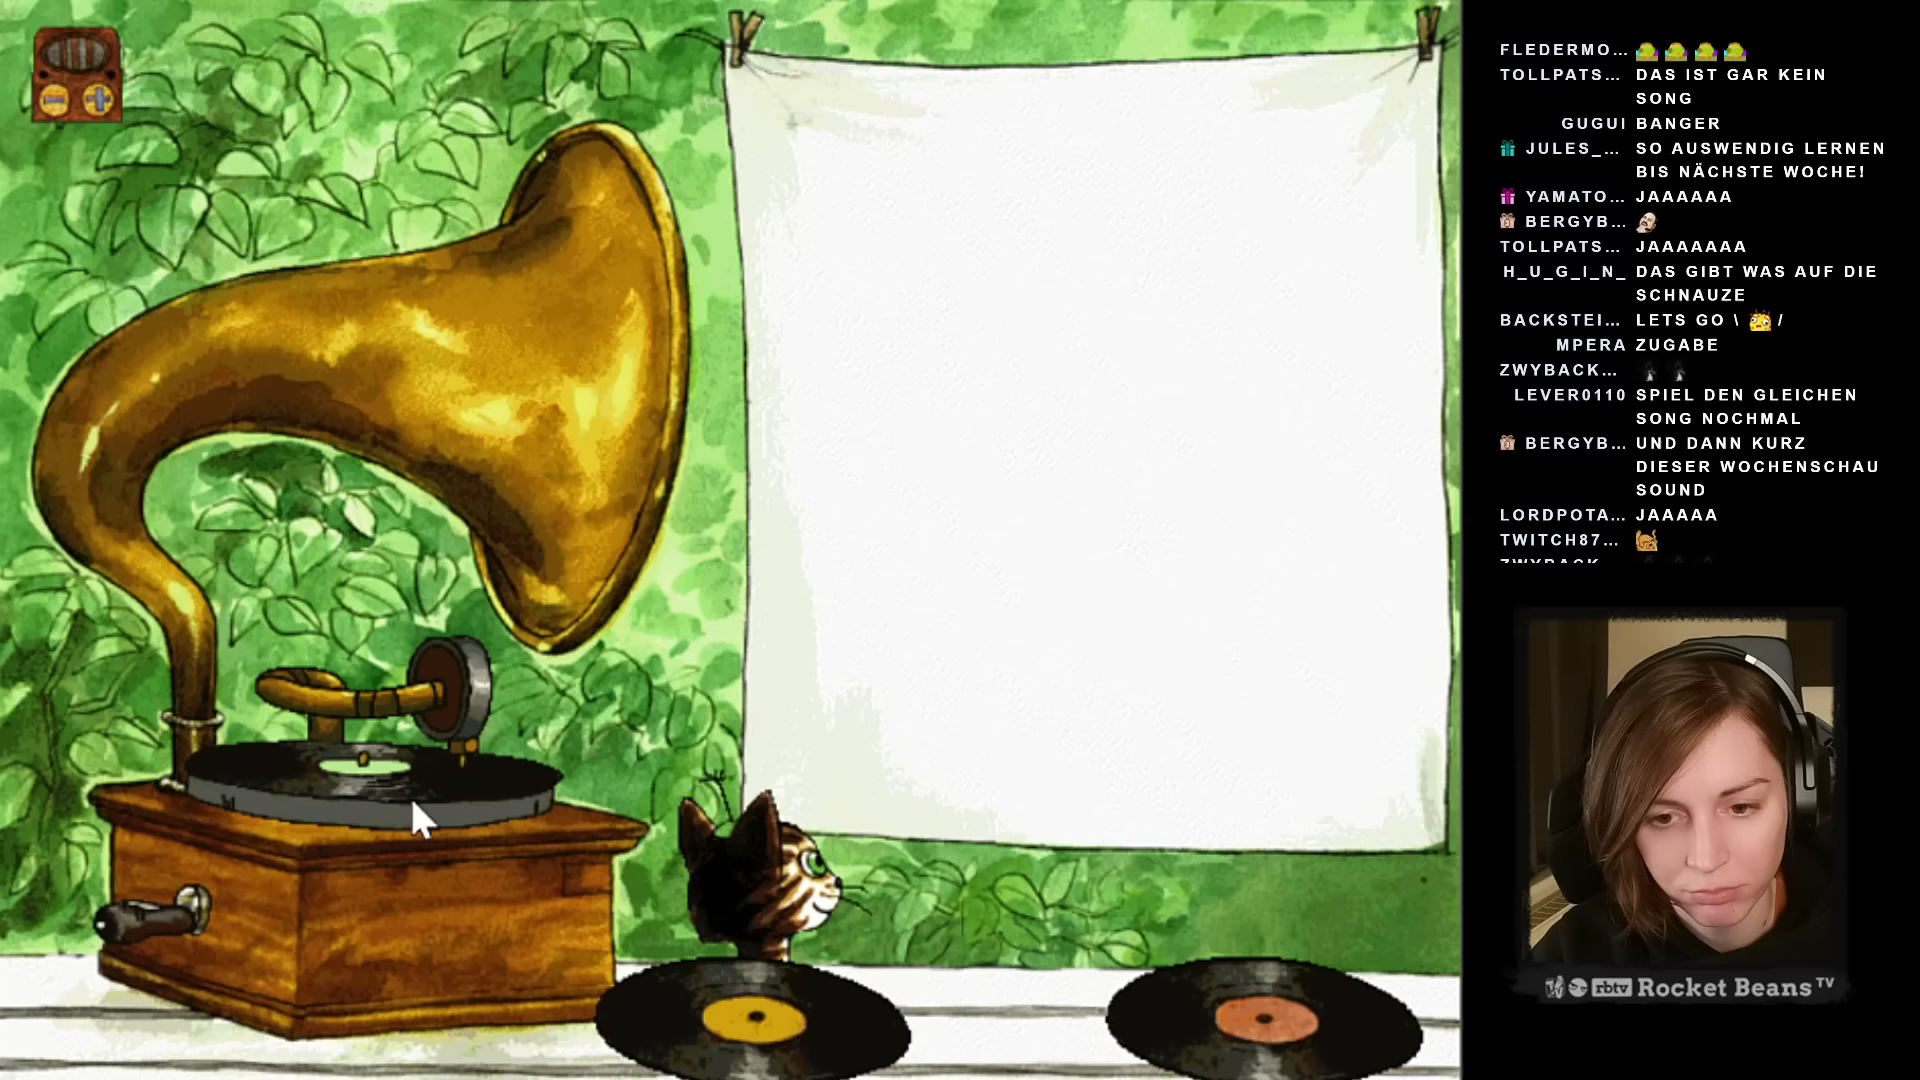 FLEDERMO...
TOLLPATS... DAS IST GAR KEIN
SONG
GUGUI BANGER
JULES_... SO AUSWENDIG LERNEN
BIS NÄCHSTE WOCHE!
YAMATO... JAAAAAA
BERGYB...
TOLLPATS... JAAAAAAA
H_U_G_I_N_ DAS GIBT WAS AUF DIE
SCHNAUZE
BACKSTEI... LETS GO \ /
MPERA ZUGABE
ZWYBACK...
LEVER0110 SPIEL DEN GLEICHEN
SONG NOCHMAL
BERGYB... UND DANN KURZ
DIESER WOCHENSCHAU
SOUND
LORDPOTA... JAAAAA
TWITCH87...
ZWYBACK...
rbtv Rocket Beans TV